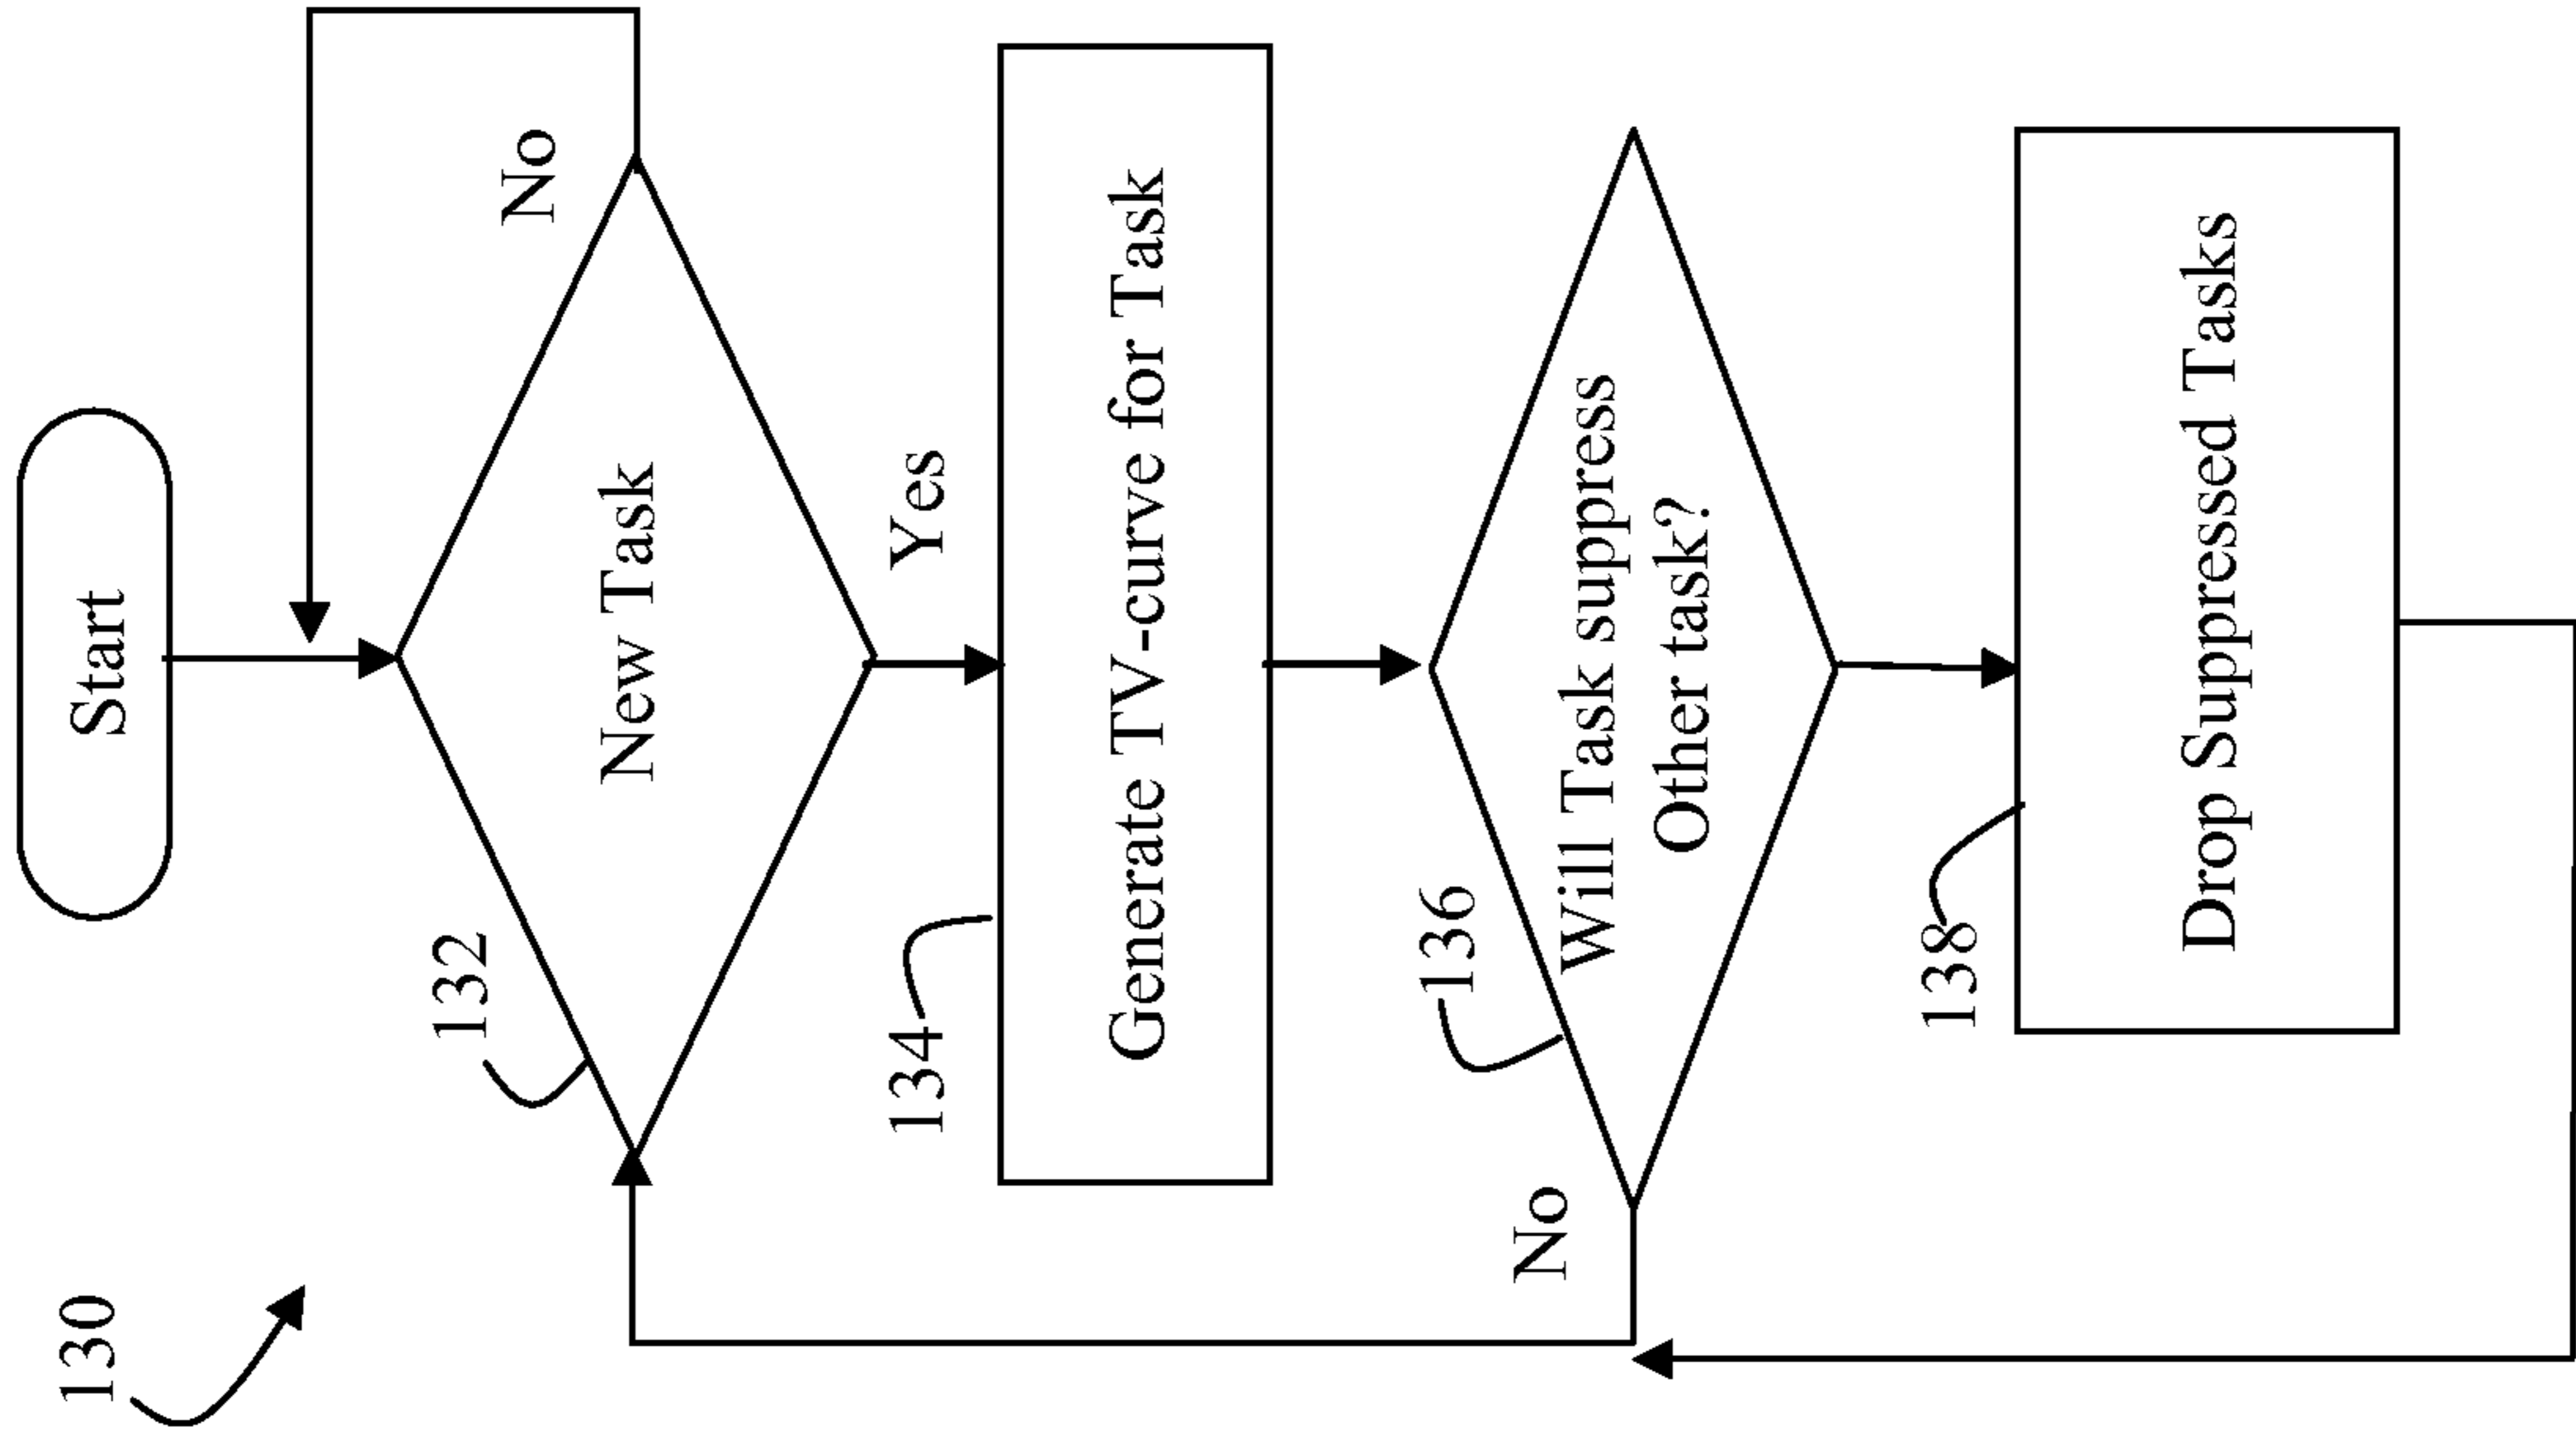 130
Start
132
New Task
No
Yes
134
Generate TV-curve for Task
136
Will Task suppress
Other task?
No
138
Drop Suppressed Tasks